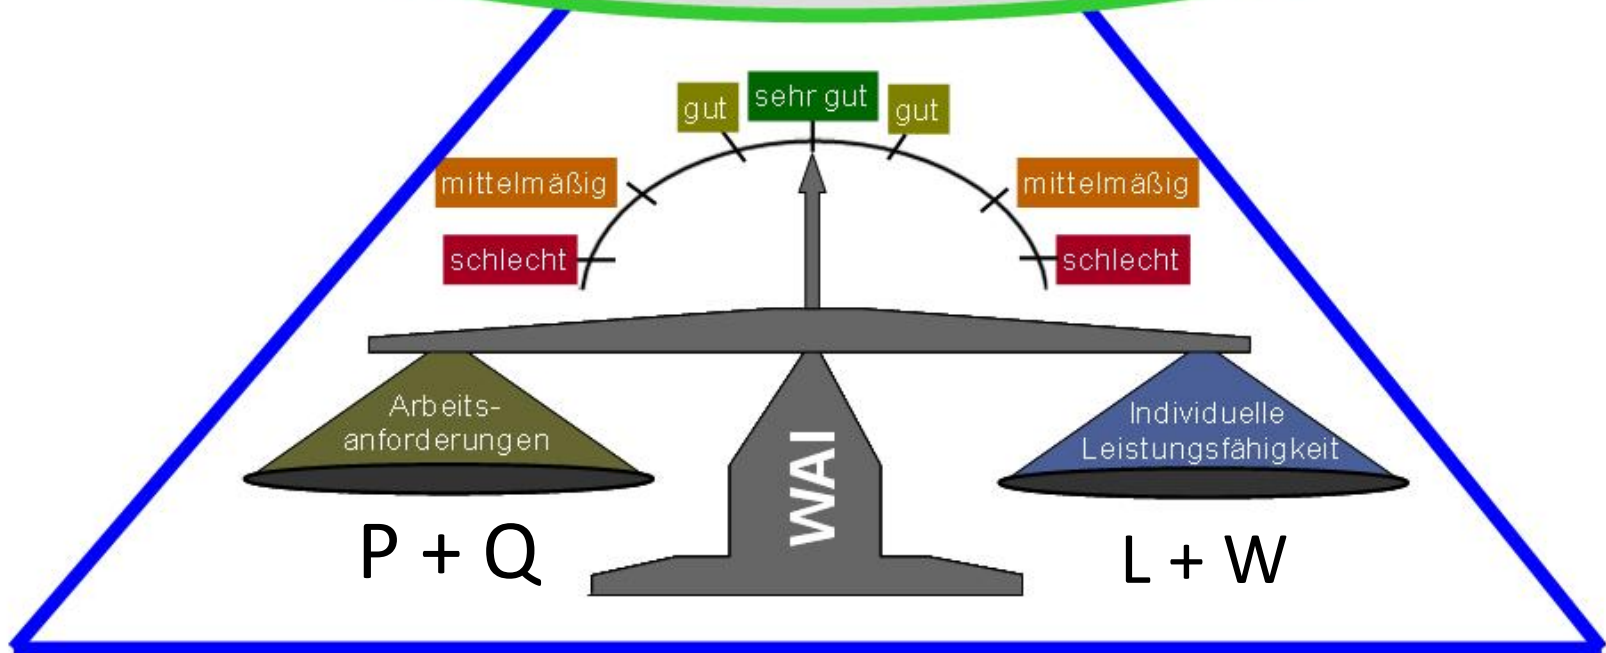 sehr gut
gut
gut
mittelmäßig
mittelmäßig
schlecht
schlecht
Arbeits-
anforderungen
Individuelle
Leistungsfähigkeit
WAI
P + Q
L + W